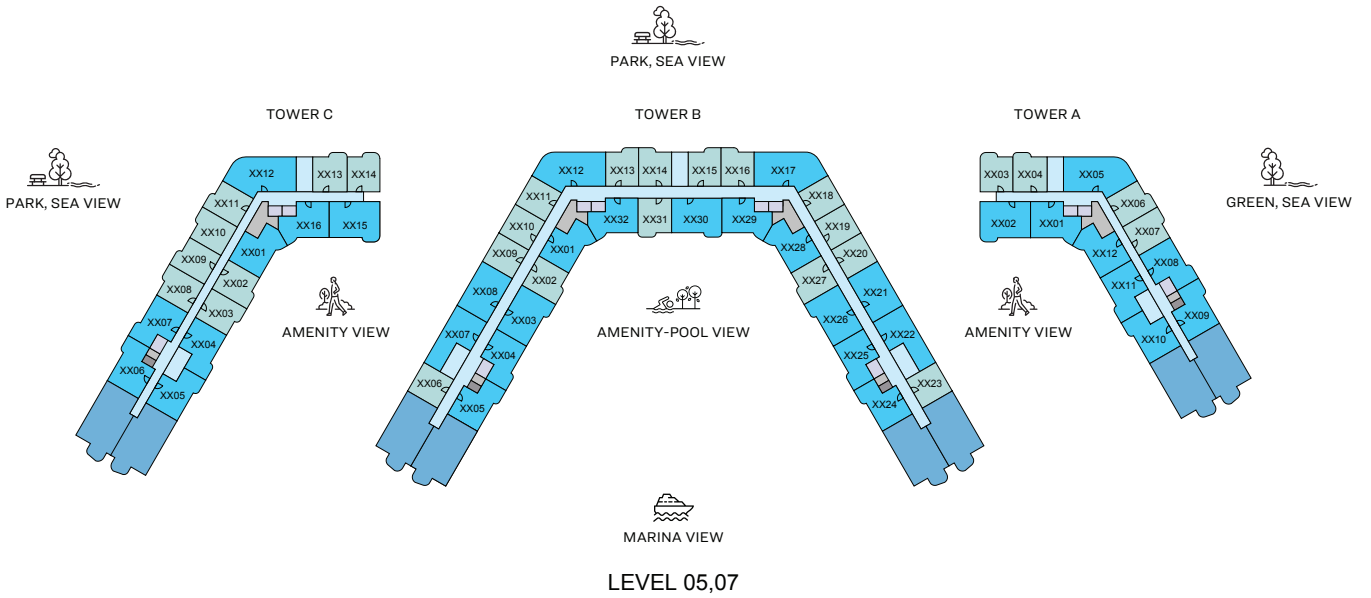 PARK, SEA VIEW
TOWER C
TOWER B
TOWER A
PARK, SEA VIEW
GREEN, SEA VIEW
XX12
XX13
XX14
XX11
XX10
XX09
XX08
XX07
XX06
XX05
XX04
XX03
XX02
XX01
XX16
XX15
XX12
XX13
XX14
XX15
XX16
XX17
XX11
XX10
XX09
XX08
XX07
XX06
XX05
XX04
XX03
XX02
XX01
XX32
XX31
XX30
XX29
XX28
XX27
XX26
XX25
XX24
XX18
XX19
XX20
XX21
XX22
XX23
XX03
XX04
XX05
XX02
XX01
XX06
XX07
XX08
XX09
XX12
XX11
XX10
AMENITY VIEW
AMENITY-POOL VIEW
AMENITY VIEW
MARINA VIEW
LEVEL 05,07